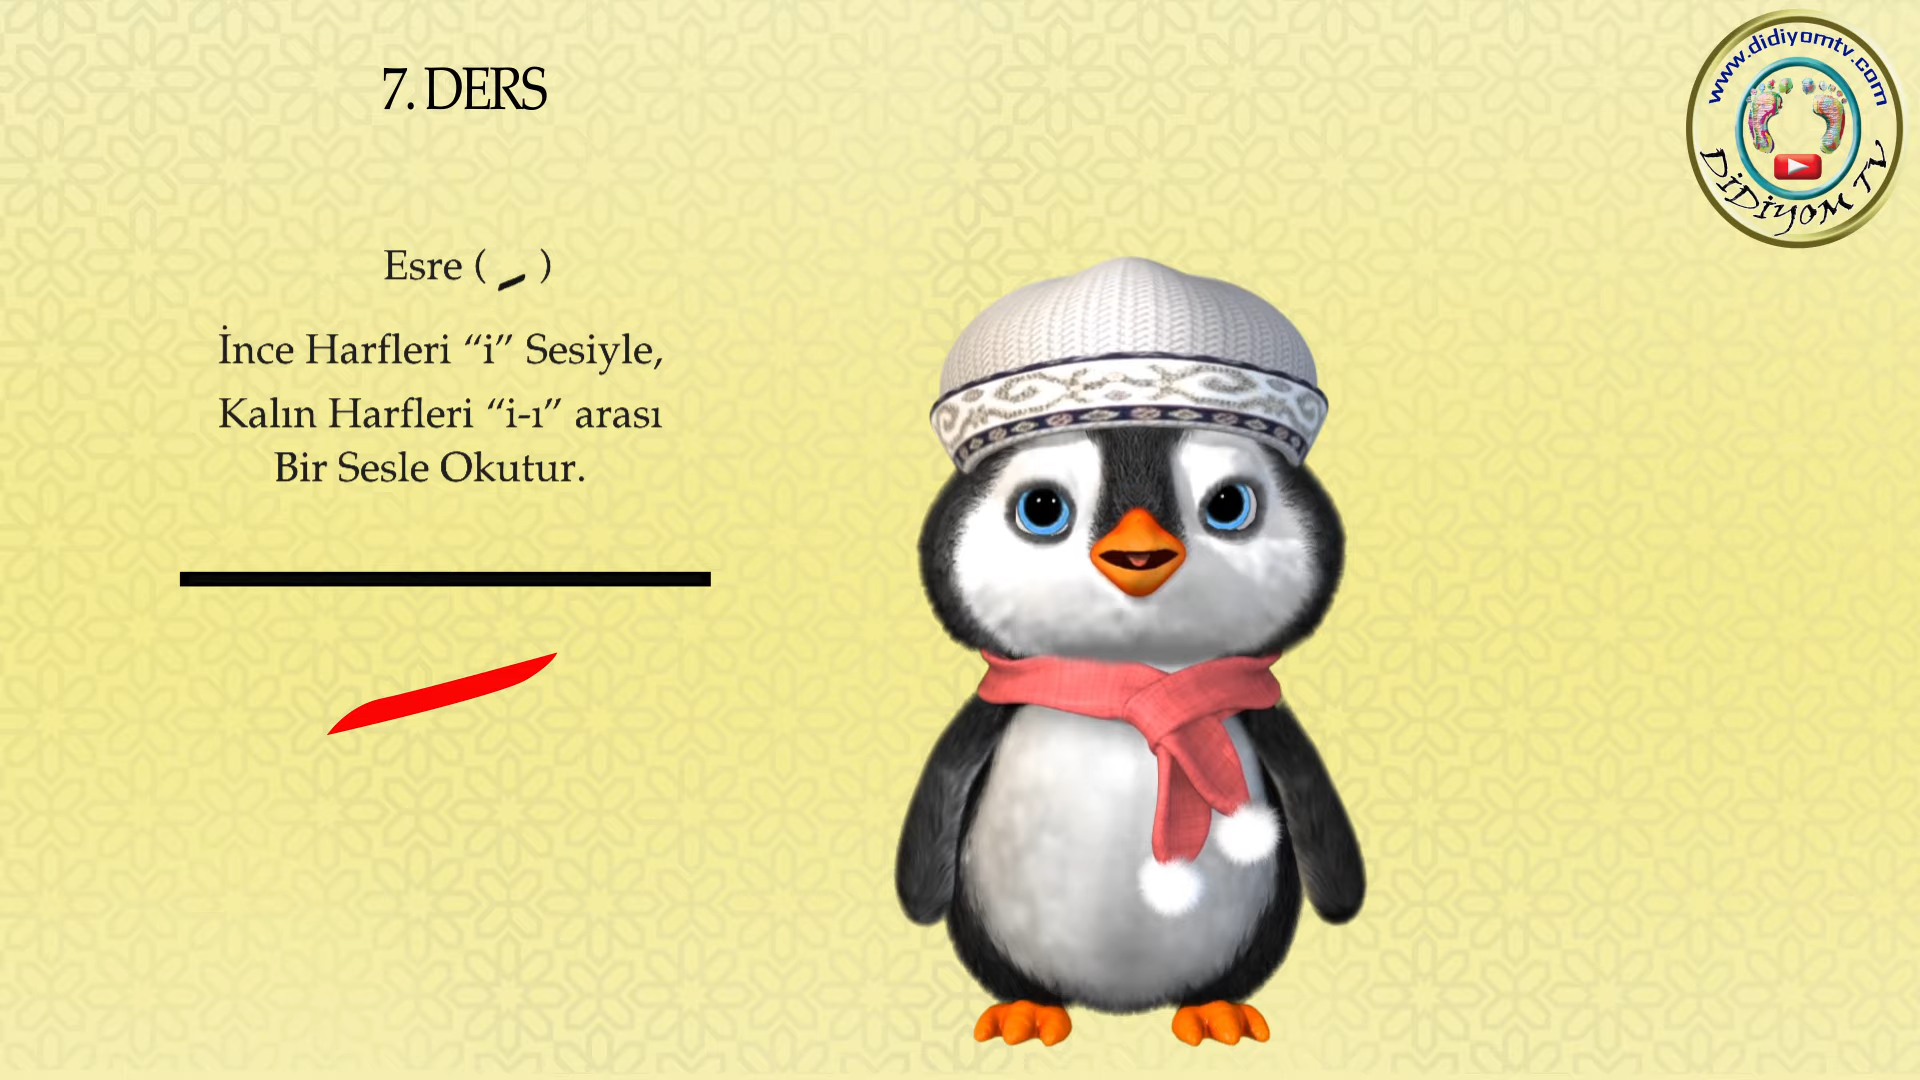 7. DERS
Esre ( ِ )
İnce Harfleri “i” Sesiyle,
Kalın Harfleri “i-ı” arası
Bir Sesle Okutur.
www.didiyomtv.com
DİDİYOM TV